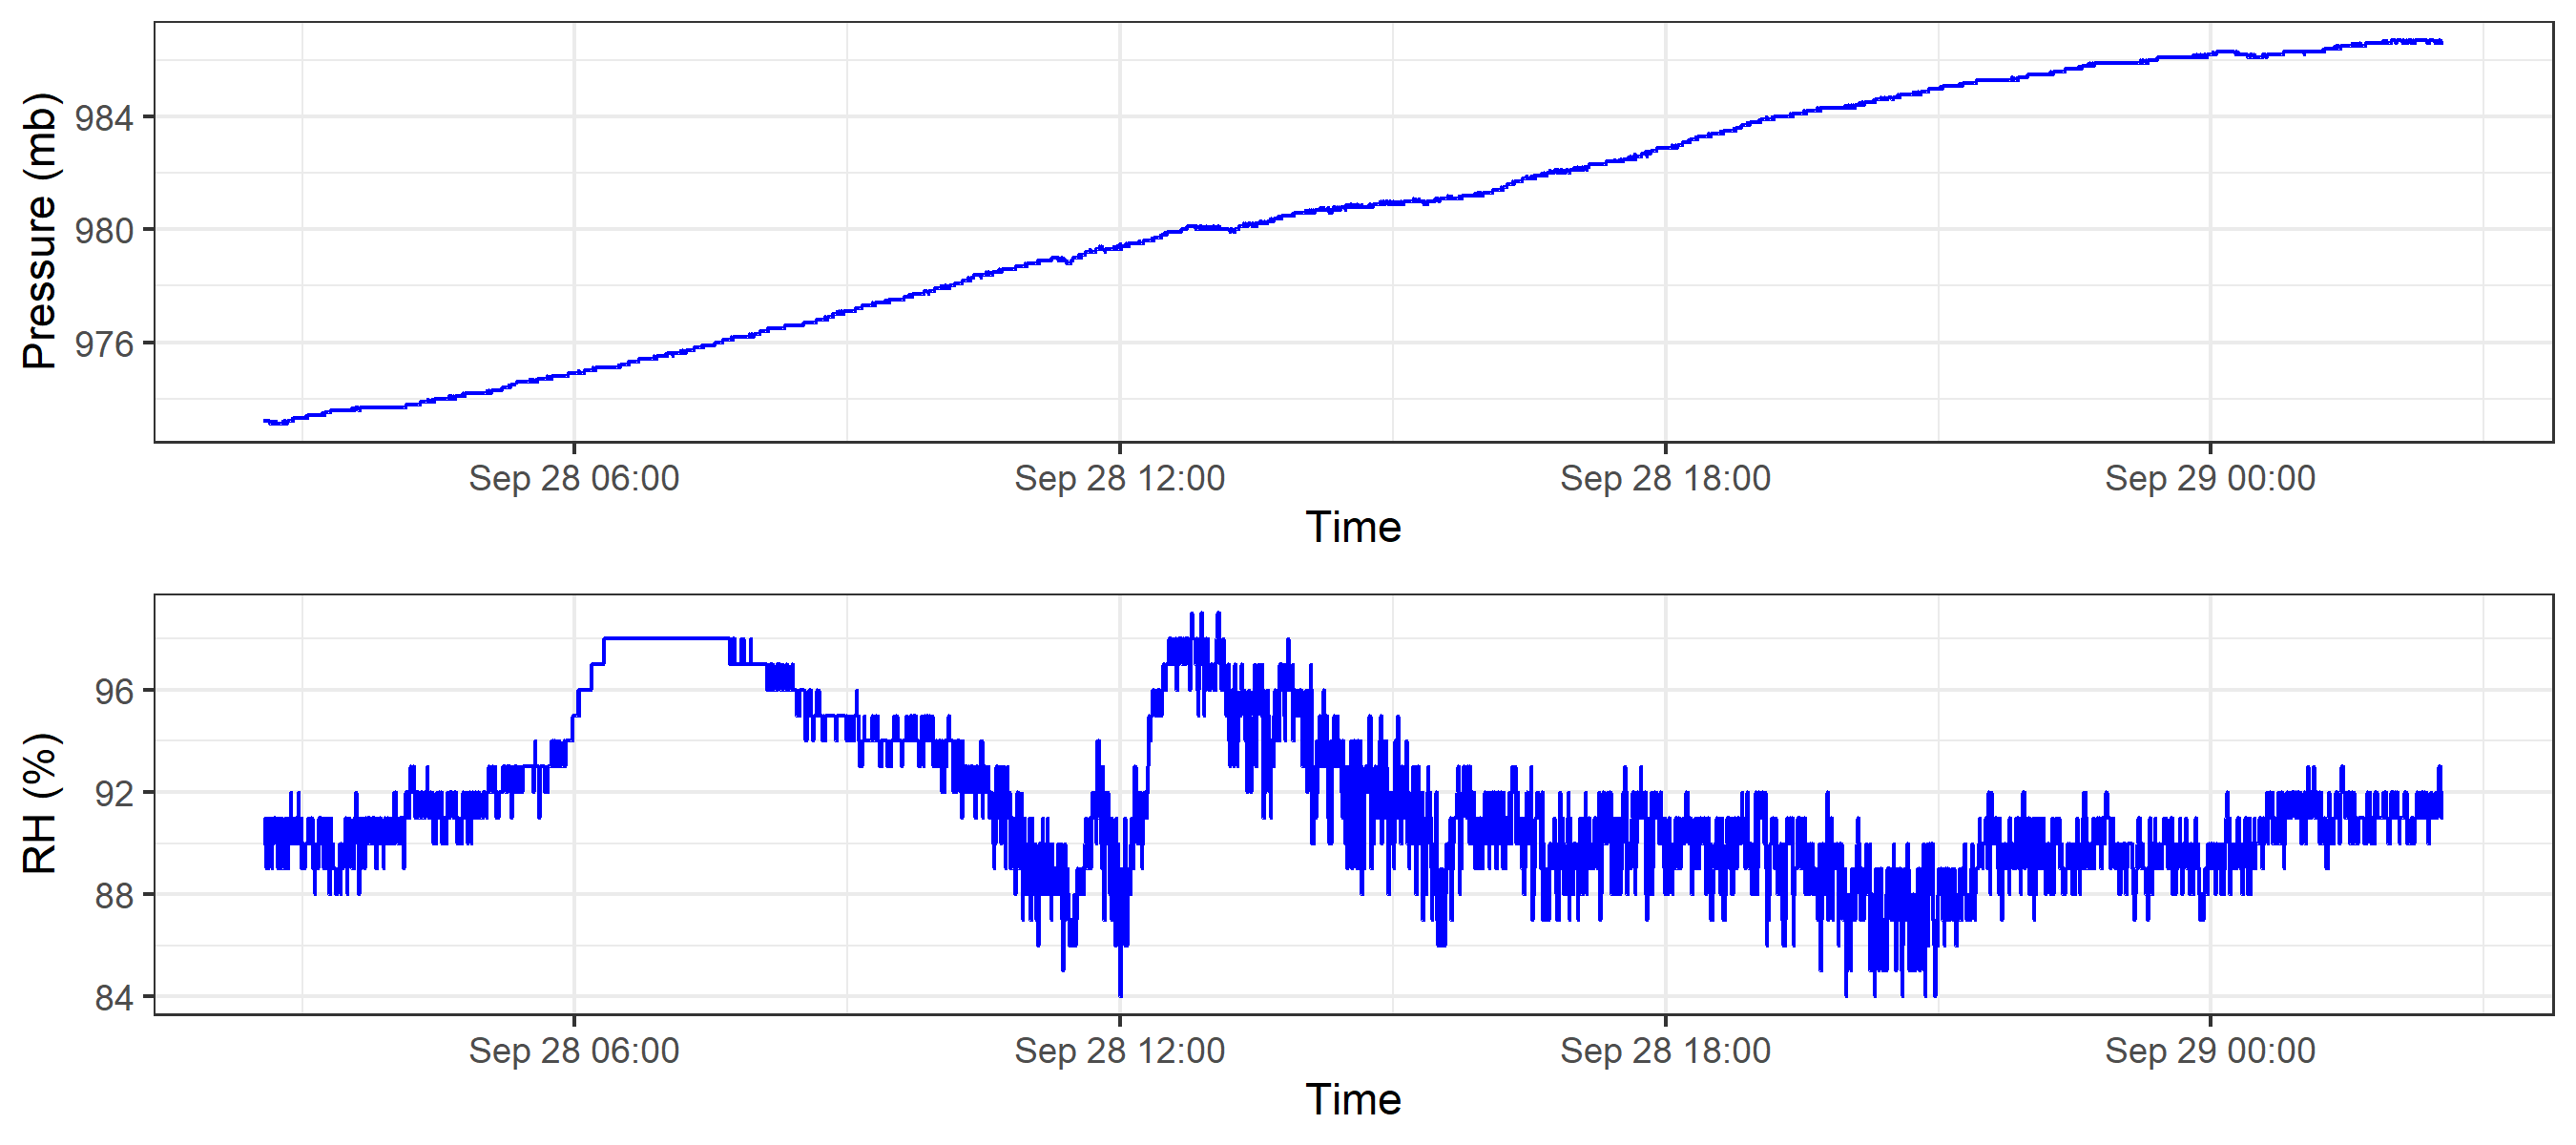 Pressure (mb)
984
980
976
Sep 28 06:00
Sep 28 12:00
Sep 28 18:00
Sep 29 00:00
Time
RH (%)
96
92
88
84
Sep 28 06:00
Sep 28 12:00
Sep 28 18:00
Sep 29 00:00
Time